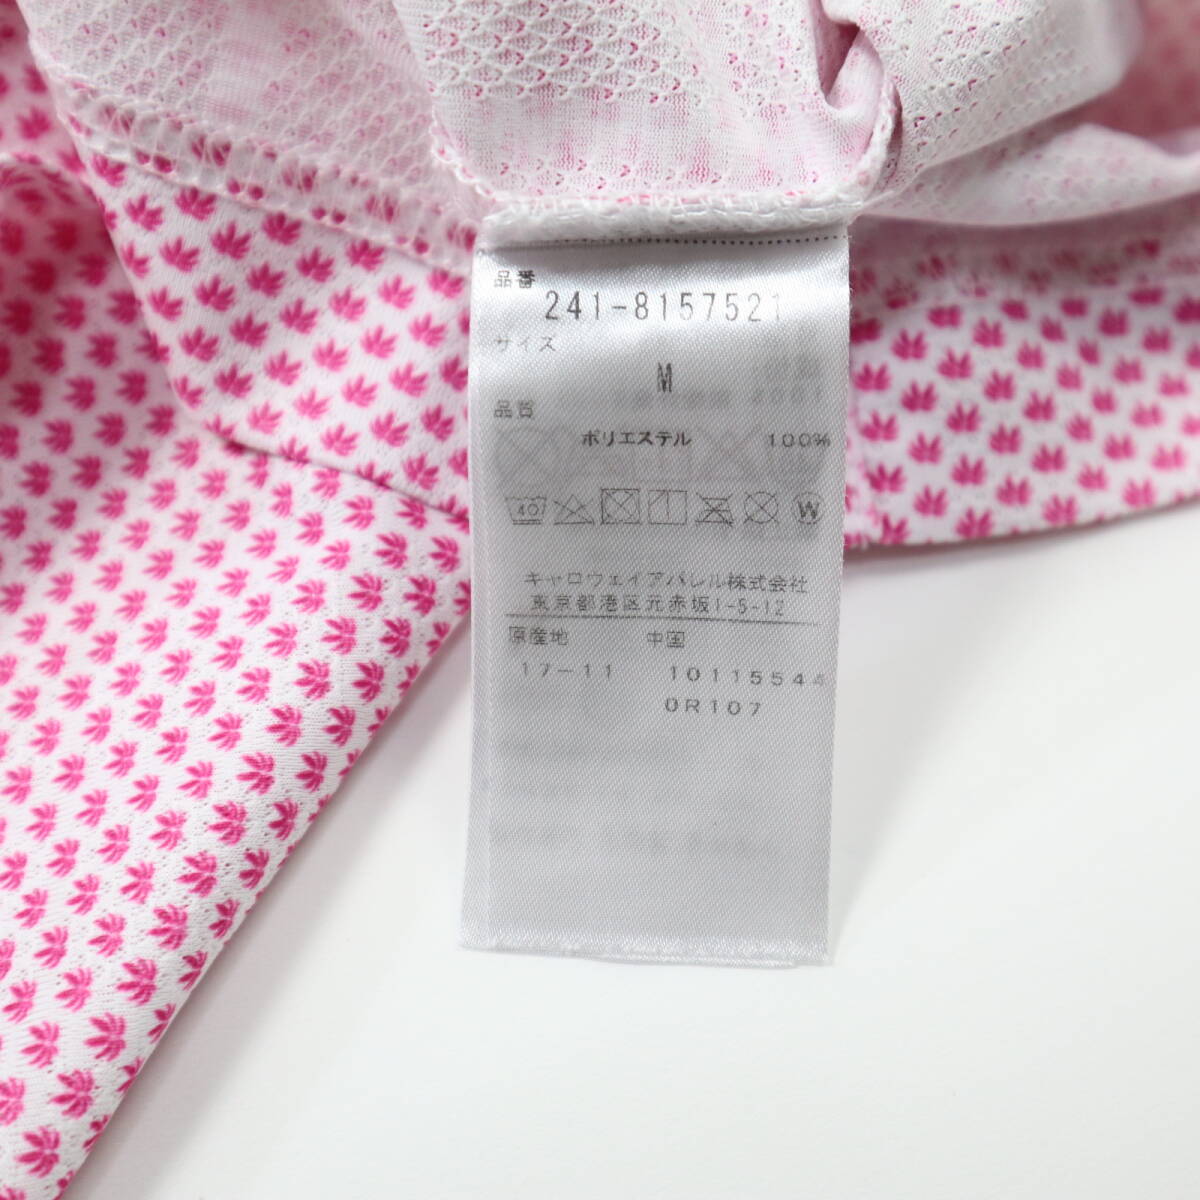 品番
241-8157521
サイズ
M
品質
ポリエステル 100%
40 W
キャロウェイアパレル株式会社
東京都港区元赤坂1-5-12
原産地 中国
17-11 10115544
0R107